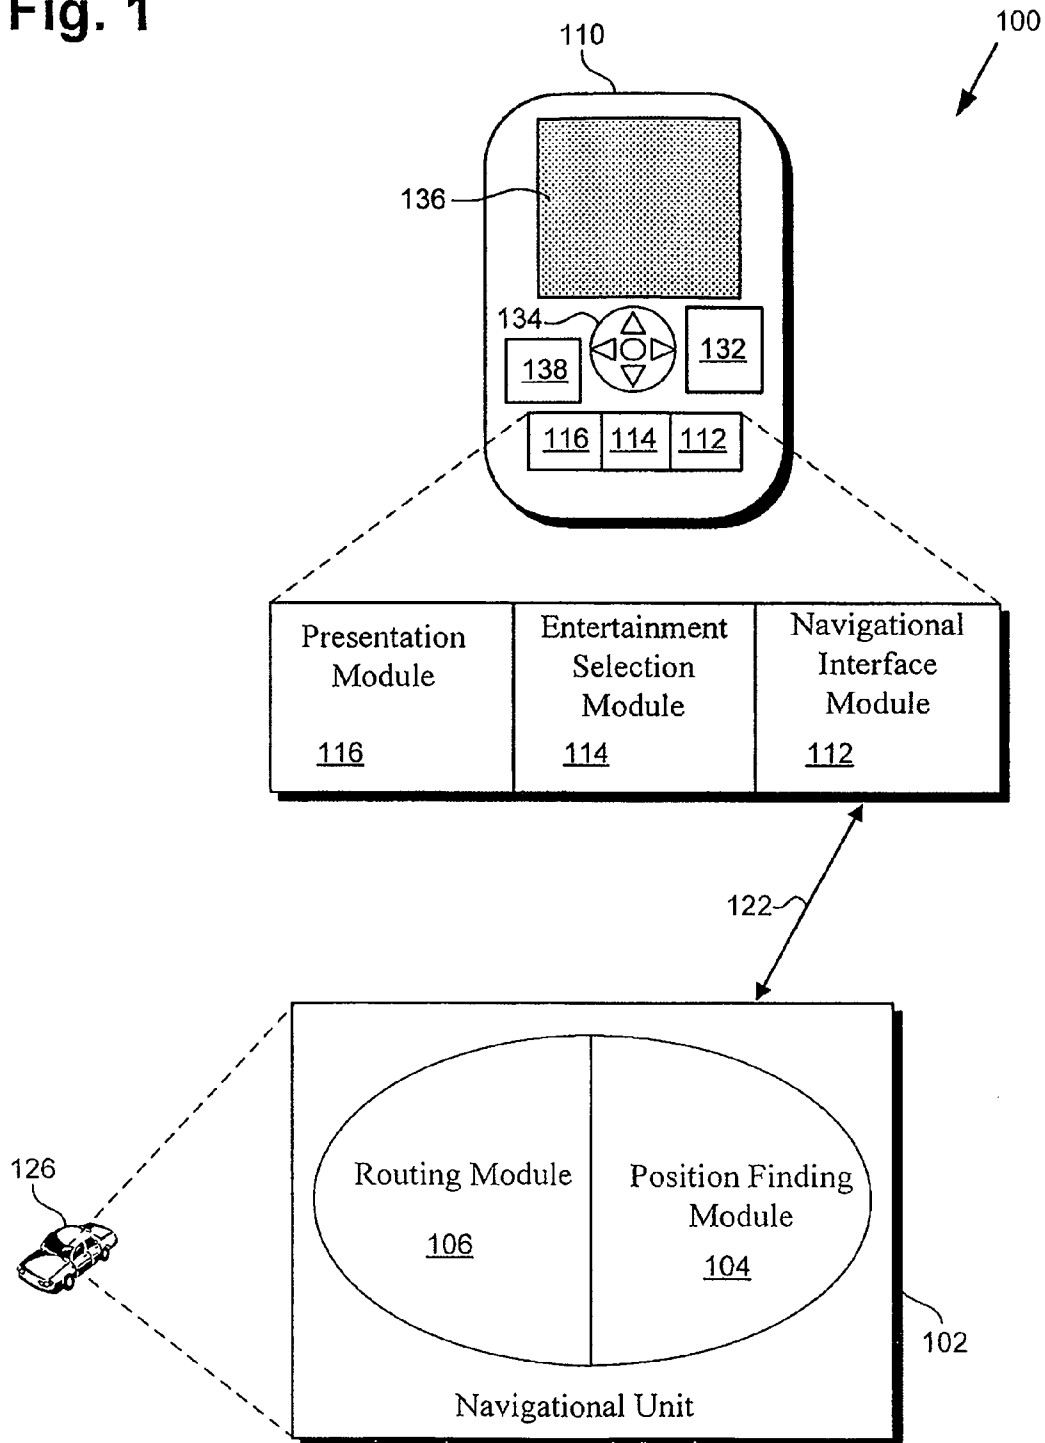 Fig. 1
100
110
136
134
132
138
116 114 112
Presentation
Module
116
Entertainment
Selection
Module
114
Navigational
Interface
Module
112
122
126
Routing Module
106
Position Finding
Module
104
102
Navigational Unit